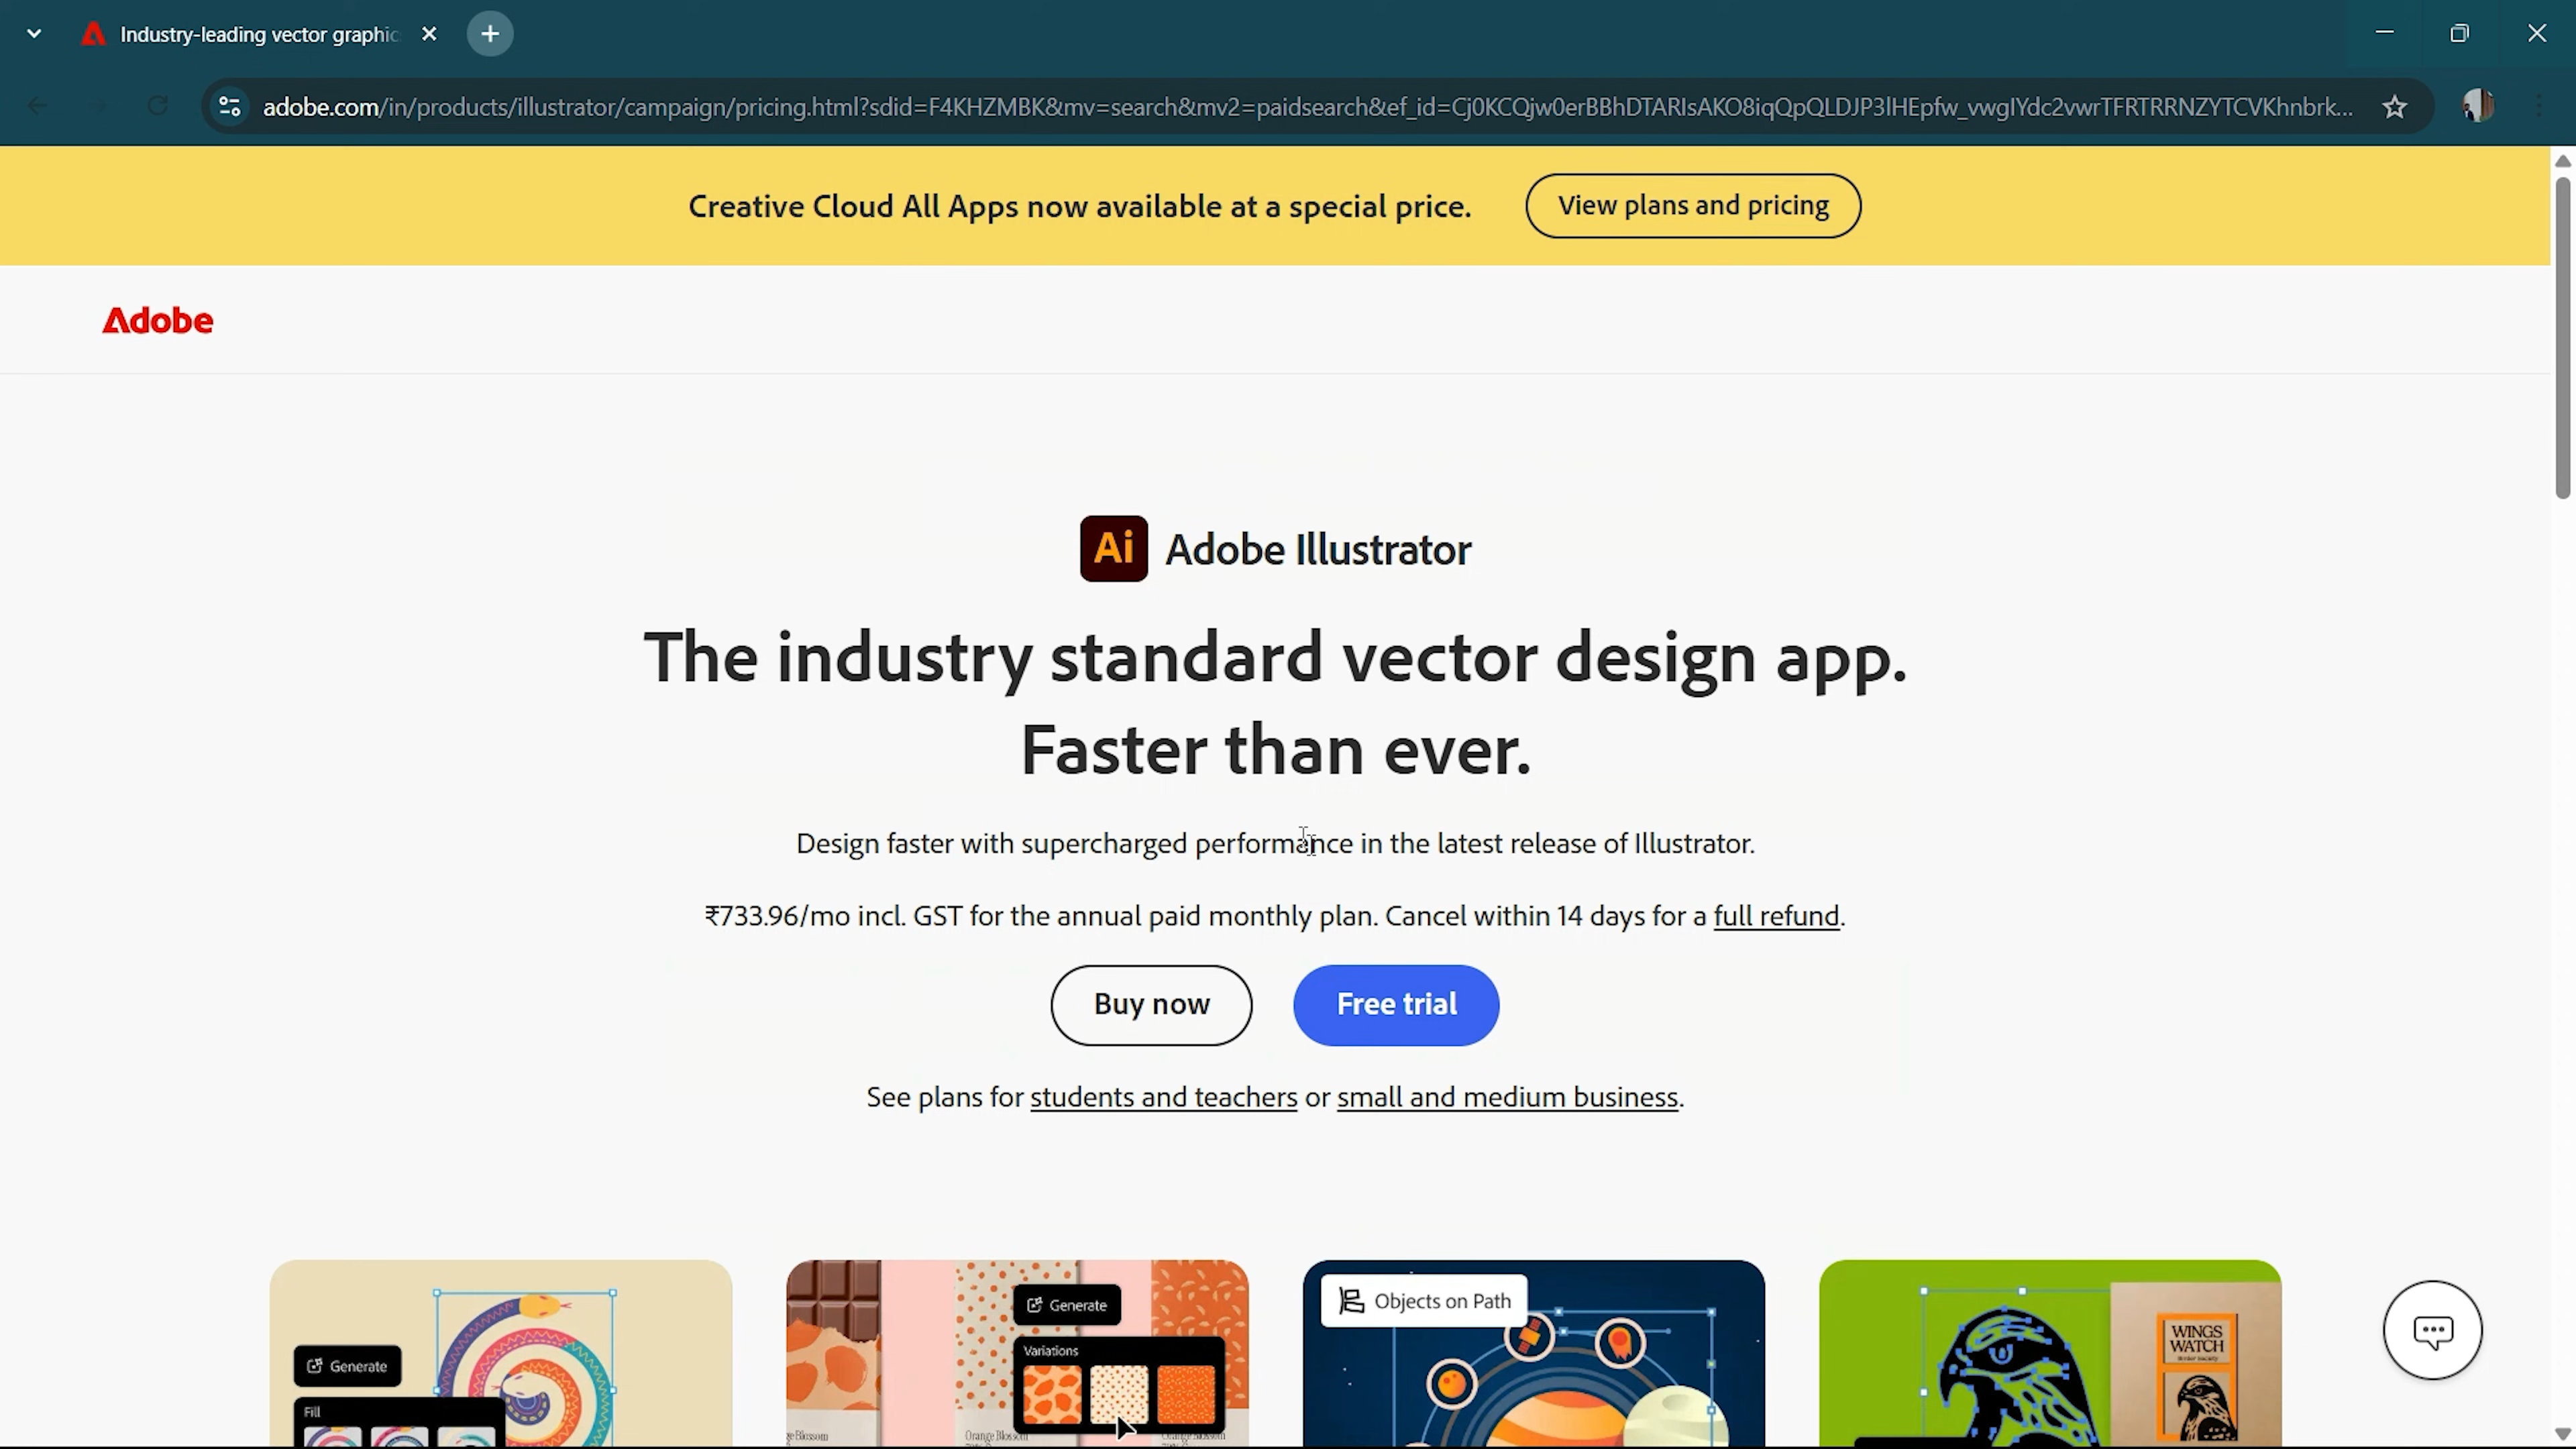 Industry-leading vector graphic
adobe.com/in/products/illustrator/campaign/pricing.html?sdid=F4KHZMBK&mv=search&mv2=paidsearch&ef_id=Cj0KCQjw0erBBhDTARIsAKO8iqQpQLDJP3lHEpfw_vwgIYdc2vwrTFRTRRNZYTCVKhnbrk...
Creative Cloud All Apps now available at a special price.
View plans and pricing
Adobe
Ai Adobe Illustrator
The industry standard vector design app.
Faster than ever.
Design faster with supercharged performance in the latest release of Illustrator.
₹733.96/mo incl. GST for the annual paid monthly plan. Cancel within 14 days for a full refund.
Buy now
Free trial
See plans for students and teachers or small and medium business.
Generate
Fill
Generate
Variations
Orange Blossom
Objects on Path
WINGS
WATCH